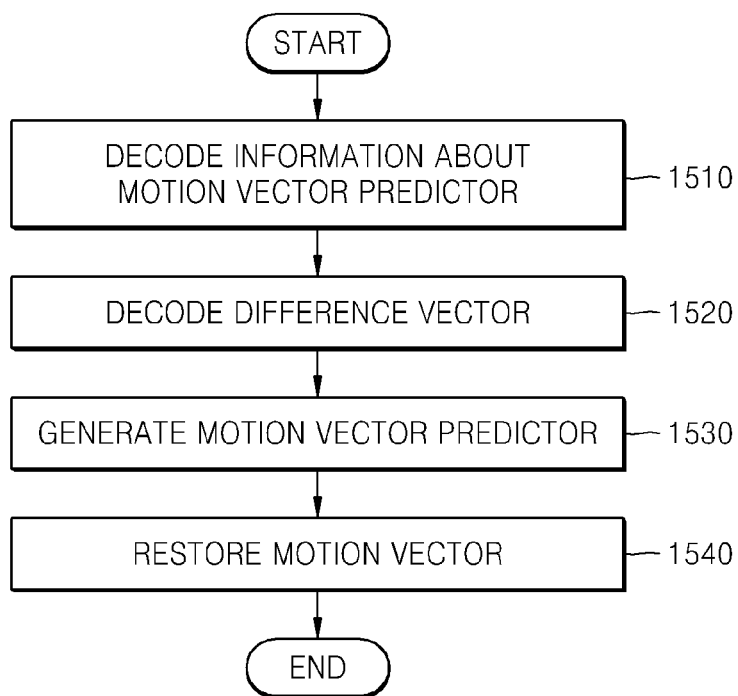 START
DECODE INFORMATION ABOUT
MOTION VECTOR PREDICTOR
1510
DECODE DIFFERENCE VECTOR
1520
GENERATE MOTION VECTOR PREDICTOR
1530
RESTORE MOTION VECTOR
1540
END